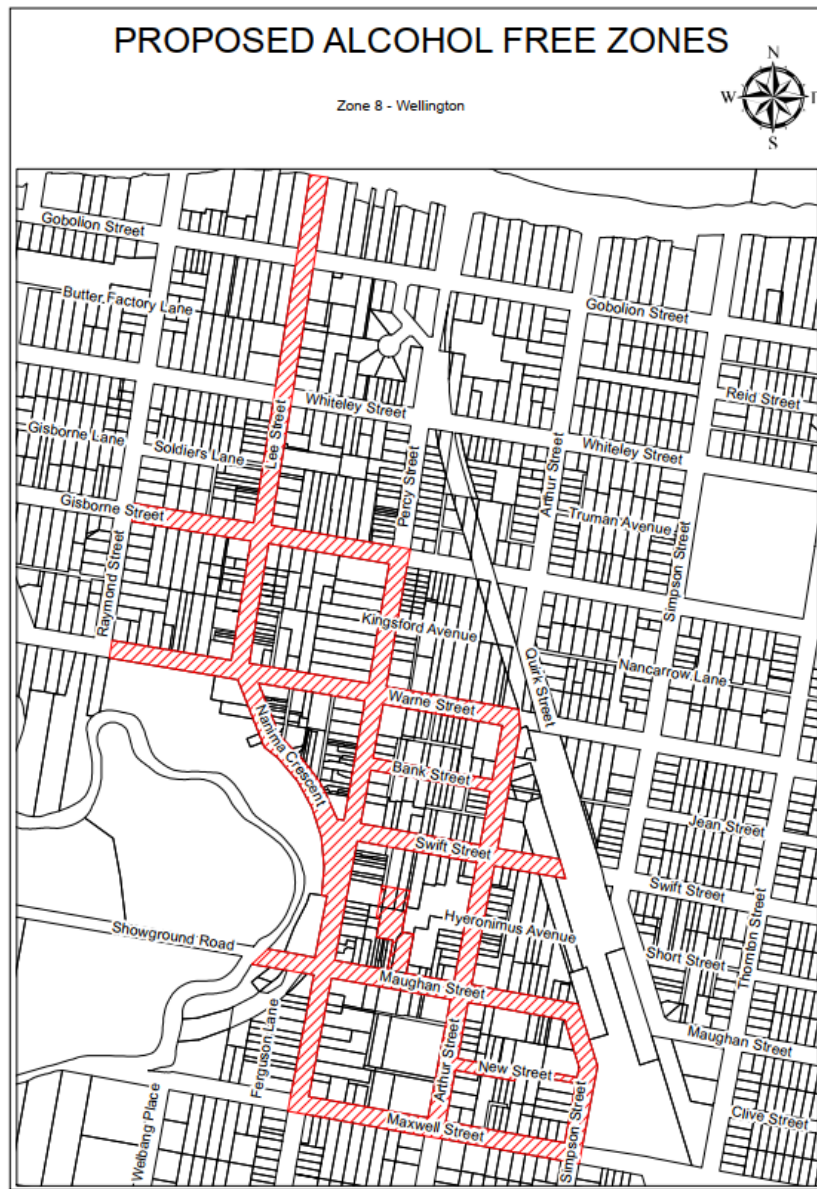 PROPOSED ALCOHOL FREE ZONES
Zone 8 - Wellington
N
W
S
Gobolion Street
Butter Factory Lane
Gobolion Street
Whiteley Street
Reid Street
Lee Street
Gisborne Lane
Soldiers Lane
Percy Street
Arthur Street
Whiteley Street
Gisborne Street
Truman Avenue
Raymond Street
Simpson Street
Kingsford Avenue
Nancarrow Lane
Quirk Street
Warne Street
Nanima Crescent
Bank Street
Jean Street
Swift Street
Swift Street
Hyeronimus Avenue
Showground Road
Short Street
Thornton Street
Maughan Street
Maughan Street
Ferguson Lane
Arthur Street
New Street
Simpson Street
Welbang Place
Maxwell Street
Clive Street